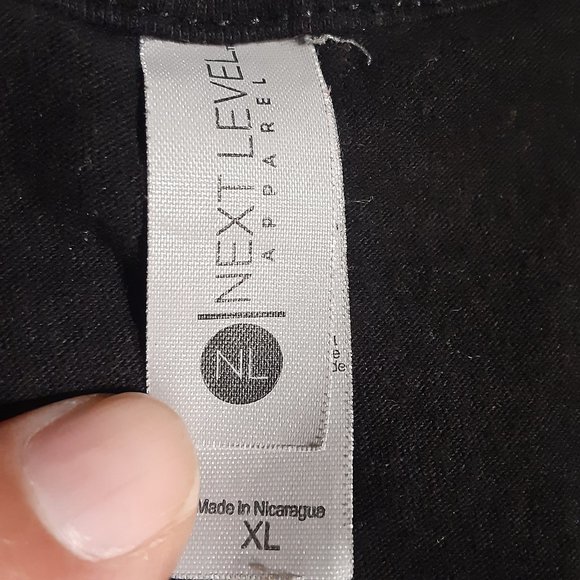 NEXT LEVEL
APPAREL
NL
Made in Nicaragua
XL